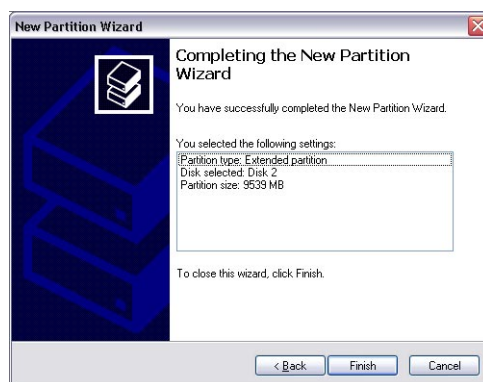 New Partition Wizard
Completing the New Partition
Wizard
You have successfully completed the New Partition Wizard.
You selected the following settings:
Partition type: Extended partition
Disk selected: Disk 2
Partition size: 9539 MB
To close this wizard, click Finish.
< Back
Finish
Cancel